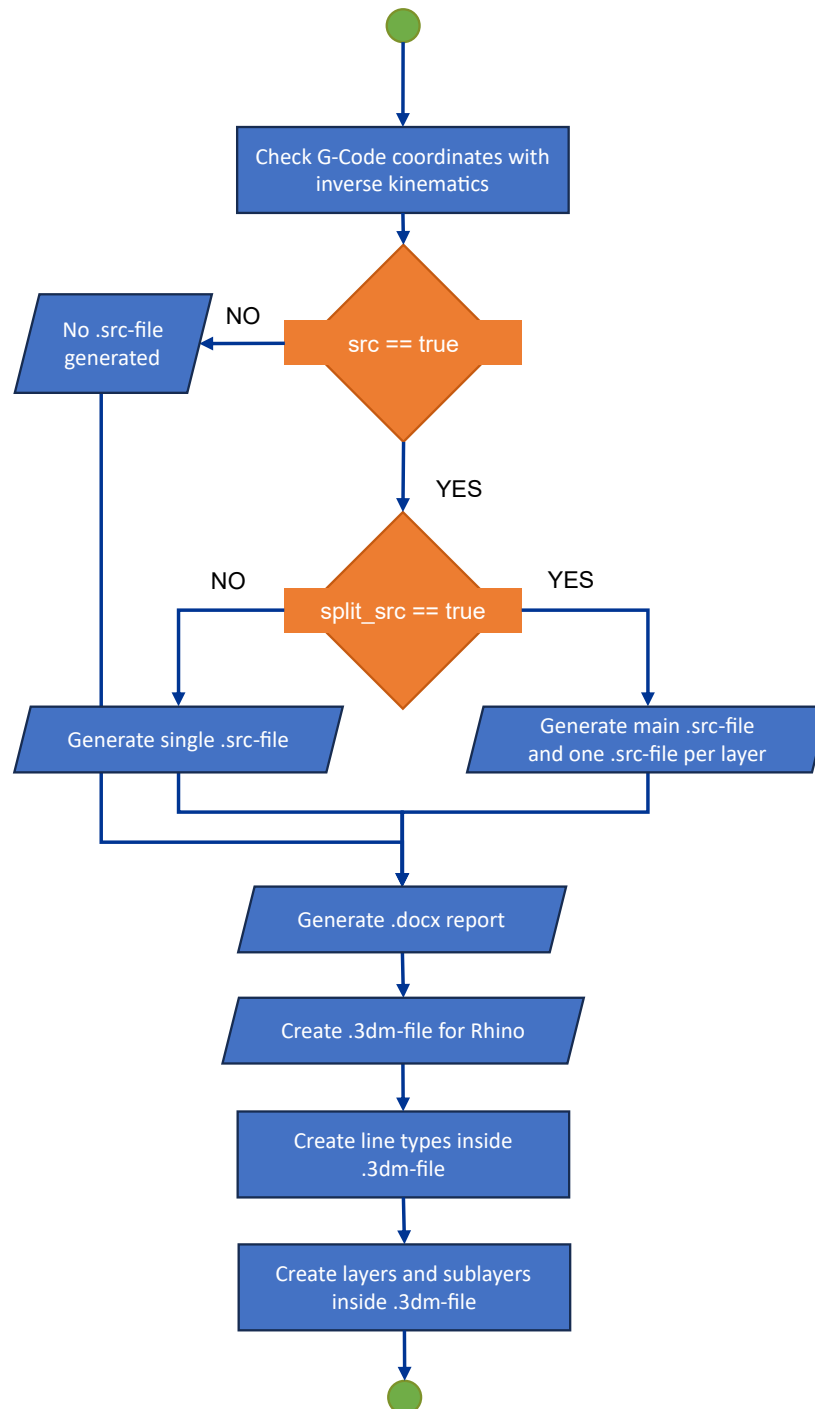 Check G-Code coordinates with
inverse kinematics
No .src-file
generated
NO
src == true
YES
NO
YES
split_src == true
Generate single .src-file
Generate main .src-file
and one .src-file per layer
Generate .docx report
Create .3dm-file for Rhino
Create line types inside
.3dm-file
Create layers and sublayers
inside .3dm-file